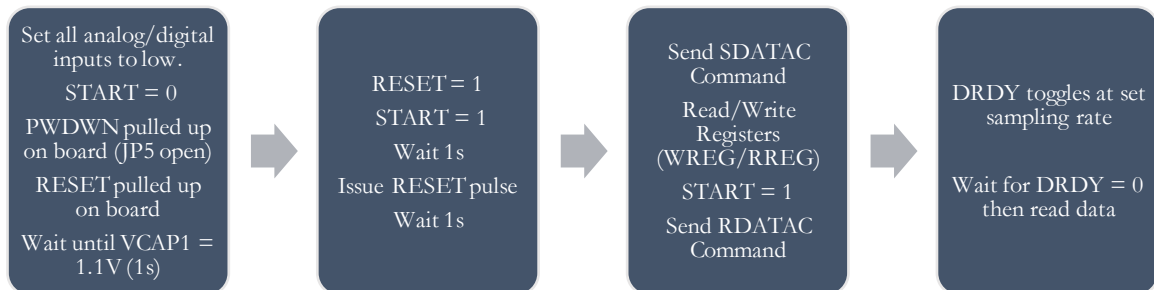 Set all analog/digital
inputs to low.
START = 0
PWDWN pulled up
on board (JP5 open)
RESET pulled up
on board
Wait until VCAP1 =
1.1V (1s)
RESET = 1
START = 1
Wait 1s
Issue RESET pulse
Wait 1s
Send SDATAC
Command
Read/Write
Registers
(WREG/RREG)
START = 1
Send RDATAC
Command
DRDY toggles at set
sampling rate
Wait for DRDY = 0
then read data